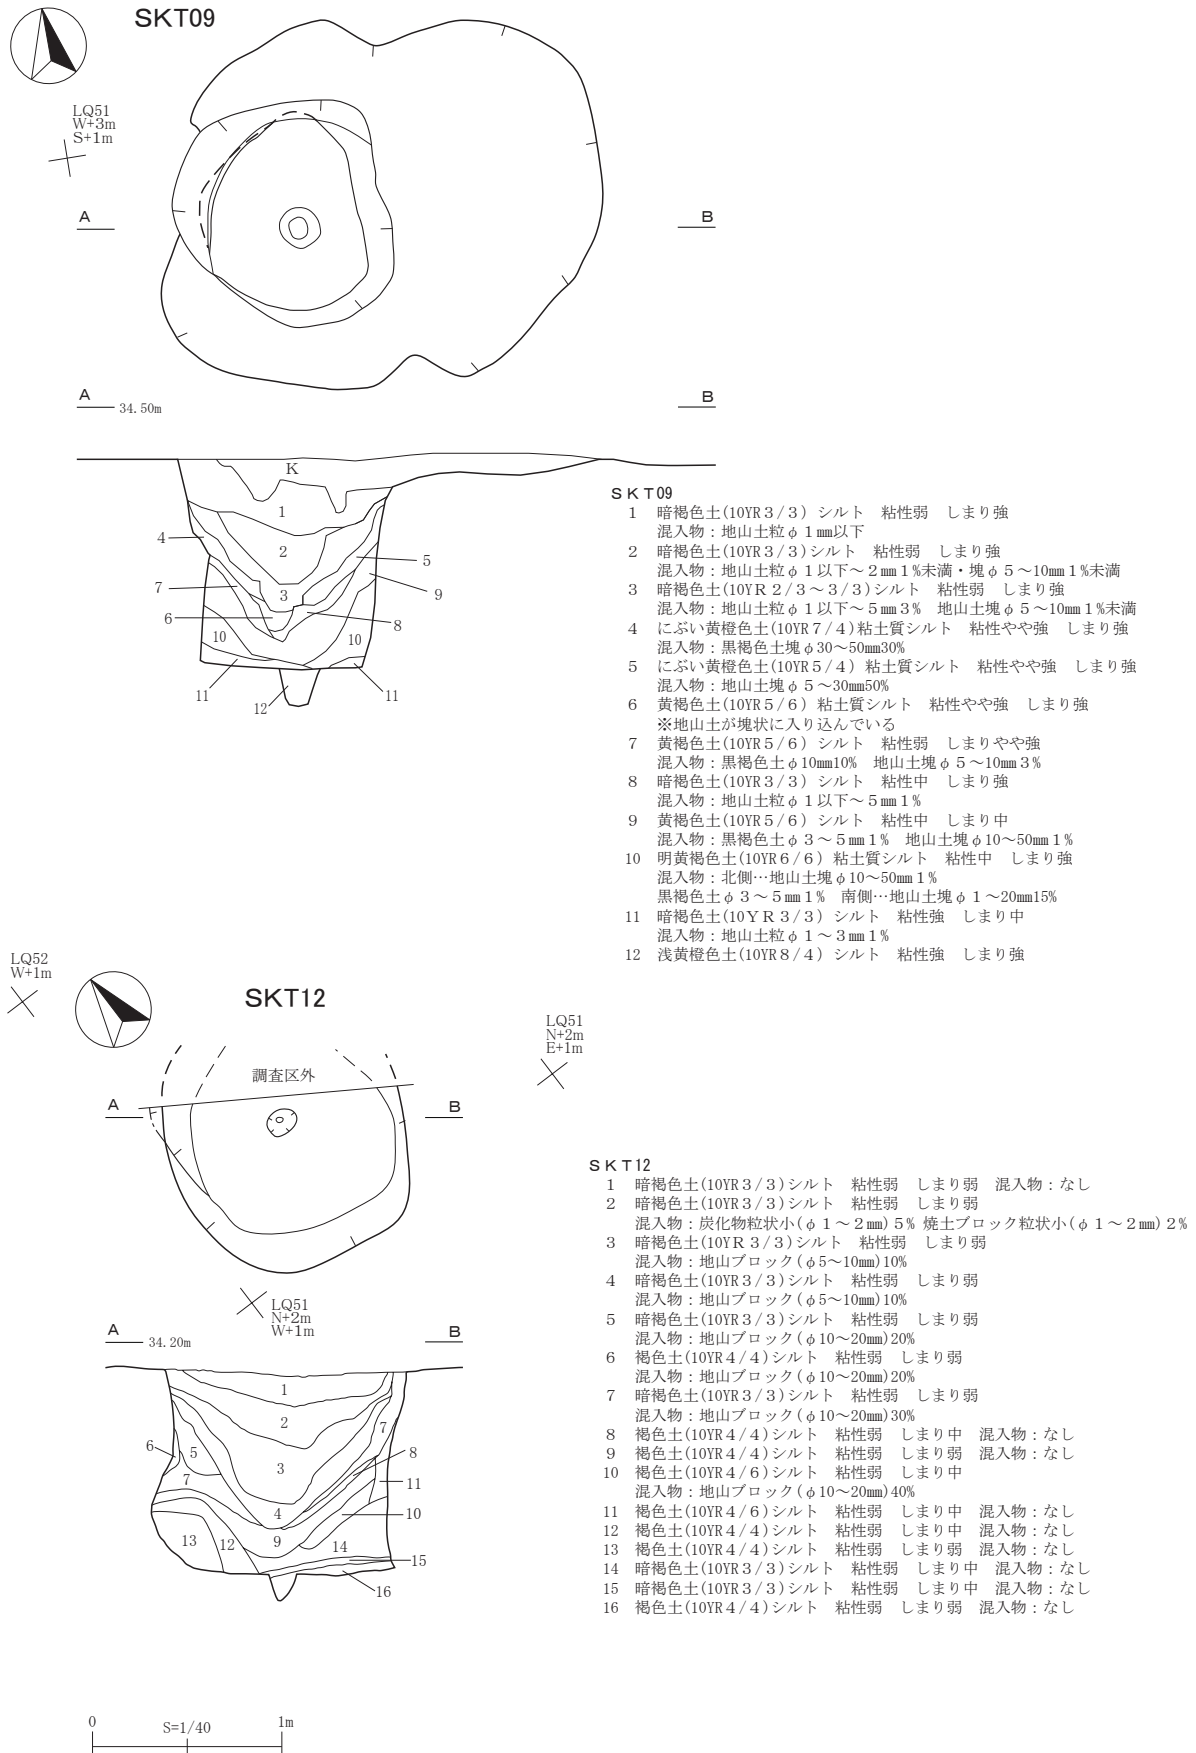 SKT09
LQ51
W+3m
S+1m
A
B
A
B
34.50m
K
1
2
3
4
5
6
7
8
9
10
10
11
11
12
SKT09
1 暗褐色土(10YR3/3) シルト 粘性弱 しまり強
混入物:地山土粒φ1mm以下
2 暗褐色土(10YR3/3)シルト 粘性弱 しまり強
混入物:地山土粒φ1以下～2mm1%未満・塊φ5～10mm1%未満
3 暗褐色土(10YR2/3～3/3)シルト 粘性弱 しまり強
混入物:地山土粒φ1以下～5mm3% 地山土塊φ5～10mm1%未満
4 にぶい黄橙色土(10YR7/4)粘土質シルト 粘性やや強 しまり強
混入物:黒褐色土塊φ30～50mm30%
5 にぶい黄橙色土(10YR5/4) 粘土質シルト 粘性やや強 しまり強
混入物:地山土塊φ5～30mm50%
6 黄褐色土(10YR5/6) 粘土質シルト 粘性やや強 しまり強
※地山土が塊状に入り込んでいる
7 黄褐色土(10YR5/6) シルト 粘性弱 しまりやや強
混入物:黒褐色土φ10mm10% 地山土塊φ5～10mm3%
8 暗褐色土(10YR3/3) シルト 粘性中 しまり強
混入物:地山土粒φ1以下～5mm1%
9 黄褐色土(10YR5/6) シルト 粘性中 しまり中
混入物:黒褐色土φ3～5mm1% 地山土塊φ10～50mm1%
10 明黄褐色土(10YR6/6) 粘土質シルト 粘性中 しまり強
混入物:北側…地山土塊φ10～50mm1%
黒褐色土φ3～5mm1% 南側…地山土塊φ1～20mm15%
11 暗褐色土(10YR3/3) シルト 粘性強 しまり中
混入物:地山土粒φ1～3mm1%
12 浅黄橙色土(10YR8/4) シルト 粘性強 しまり強
LQ52
W+1m
SKT12
LQ51
N+2m
E+1m
調査区外
A
B
LQ51
N+2m
W+1m
A
B
34.20m
1
2
3
4
5
6
7
7
8
9
10
11
12
13
14
15
16
SKT12
1 暗褐色土(10YR3/3)シルト 粘性弱 しまり弱 混入物:なし
2 暗褐色土(10YR3/3)シルト 粘性弱 しまり弱
混入物:炭化物粒状小(φ1～2mm)5% 焼土ブロック粒状小(φ1～2mm)2%
3 暗褐色土(10YR3/3)シルト 粘性弱 しまり弱
混入物:地山ブロック(φ5～10mm)10%
4 暗褐色土(10YR3/3)シルト 粘性弱 しまり弱
混入物:地山ブロック(φ5～10mm)10%
5 暗褐色土(10YR3/3)シルト 粘性弱 しまり弱
混入物:地山ブロック(φ10～20mm)20%
6 褐色土(10YR4/4)シルト 粘性弱 しまり弱
混入物:地山ブロック(φ10～20mm)20%
7 暗褐色土(10YR3/3)シルト 粘性弱 しまり弱
混入物:地山ブロック(φ10～20mm)30%
8 褐色土(10YR4/4)シルト 粘性弱 しまり中 混入物:なし
9 褐色土(10YR4/4)シルト 粘性弱 しまり弱 混入物:なし
10 褐色土(10YR4/6)シルト 粘性弱 しまり中
混入物:地山ブロック(φ10～20mm)40%
11 褐色土(10YR4/6)シルト 粘性弱 しまり中 混入物:なし
12 褐色土(10YR4/4)シルト 粘性弱 しまり中 混入物:なし
13 褐色土(10YR4/4)シルト 粘性弱 しまり弱 混入物:なし
14 暗褐色土(10YR3/3)シルト 粘性弱 しまり中 混入物:なし
15 暗褐色土(10YR3/3)シルト 粘性弱 しまり中 混入物:なし
16 褐色土(10YR4/4)シルト 粘性弱 しまり弱 混入物:なし
0 S=1/40 1m